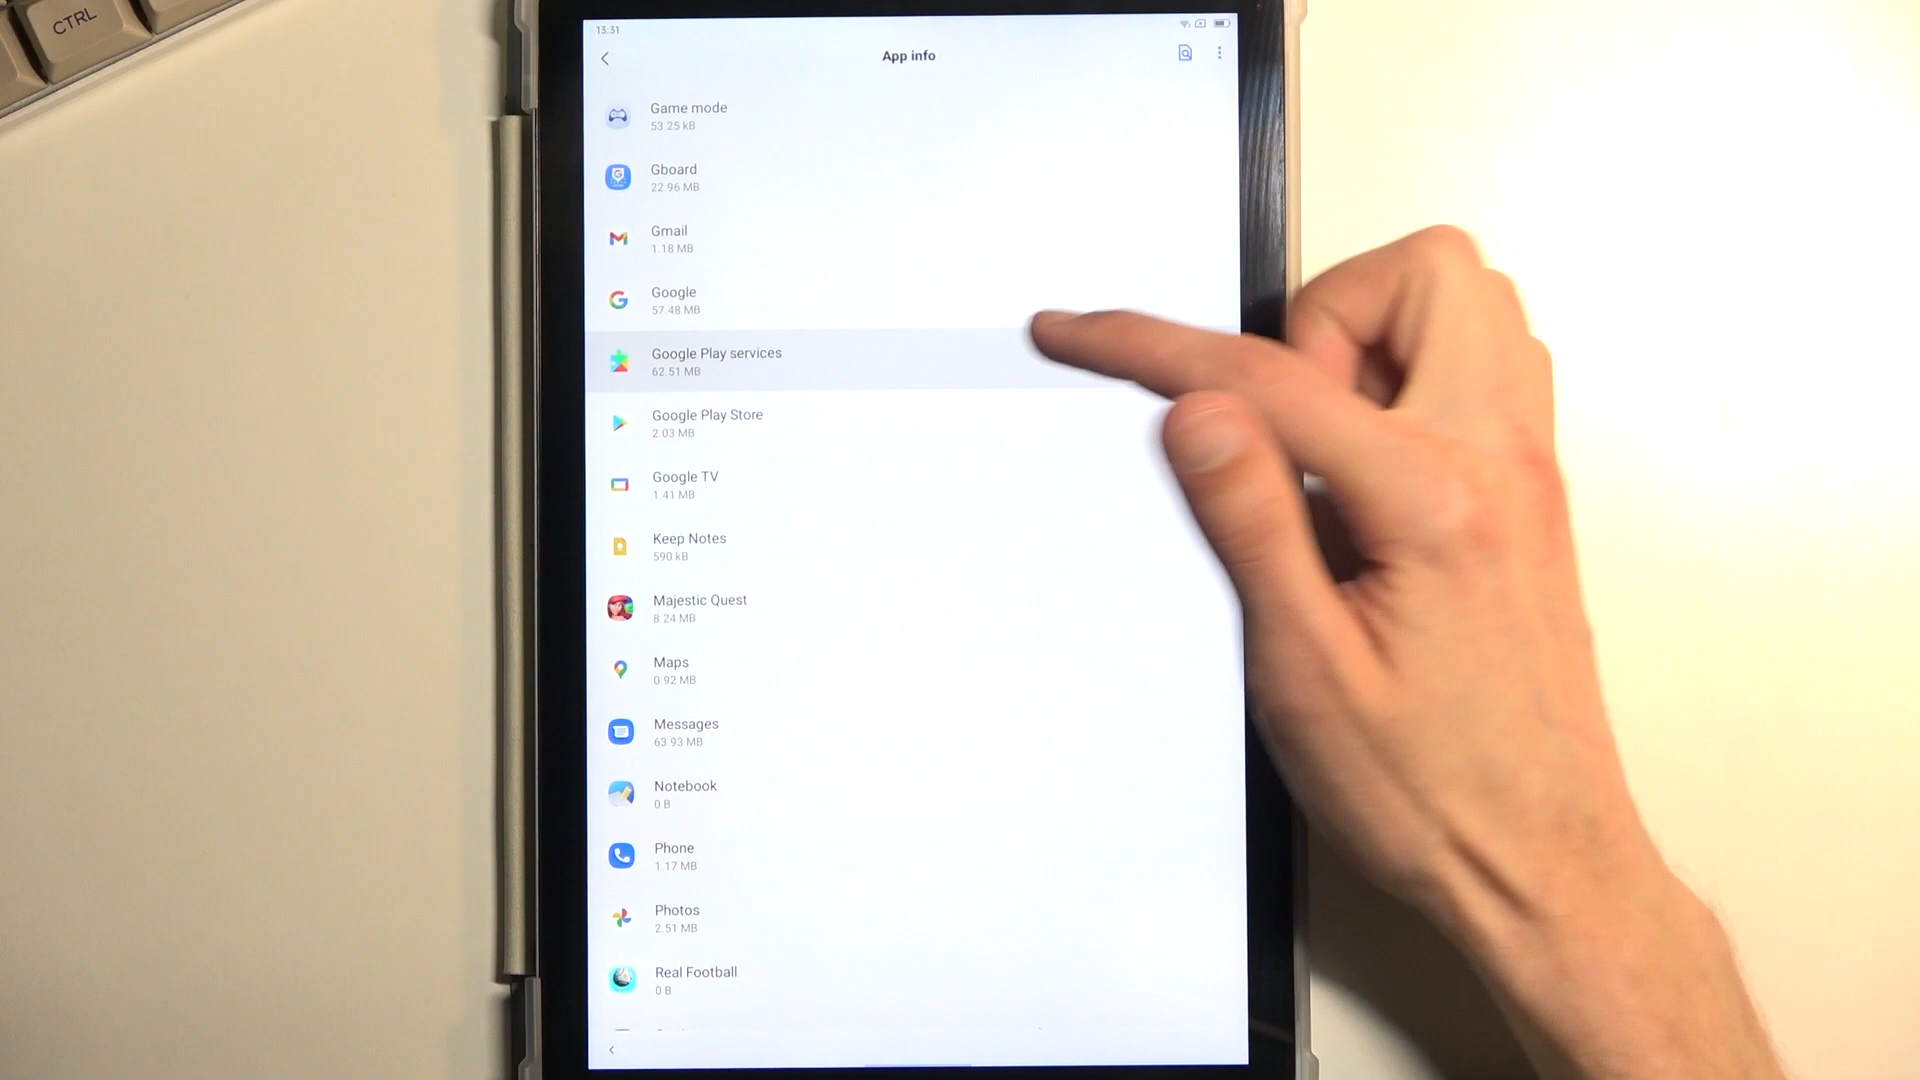 CTRL
13:31
App info
Game mode
53.25 kB
Gboard
22.96 MB
Gmail
1.18 MB
Google
57.48 MB
Google Play services
62.51 MB
Google Play Store
2.03 MB
Google TV
1.41 MB
Keep Notes
590 kB
Majestic Quest
8.24 MB
Maps
0.92 MB
Messages
63.93 MB
Notebook
0 B
Phone
1.17 MB
Photos
2.51 MB
Real Football
0 B